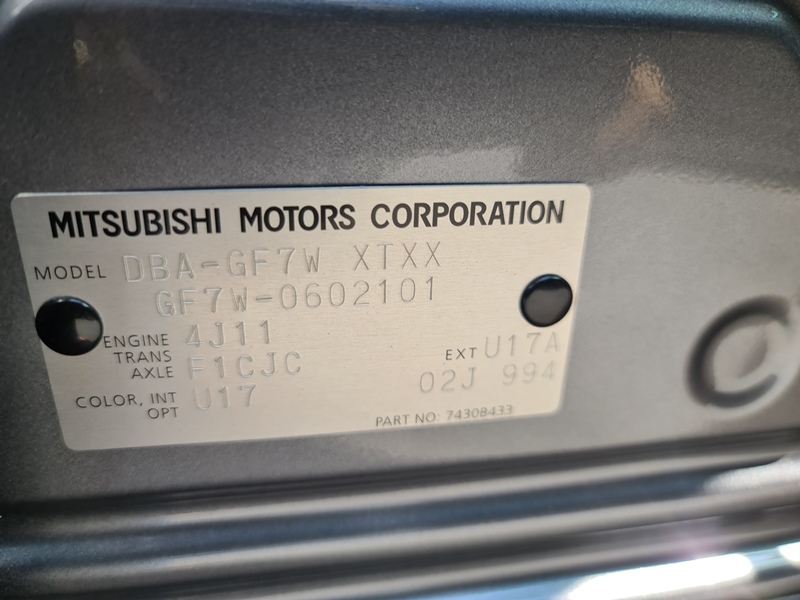 MITSUBISHI MOTORS CORPORATION
MODEL DBA-GF7W XTXX
GF7W-0602101
ENGINE 4J11
TRANS AXLE F1CJC EXT U17A
COLOR, INT OPT U17 02J 994
PART NO: 74308433